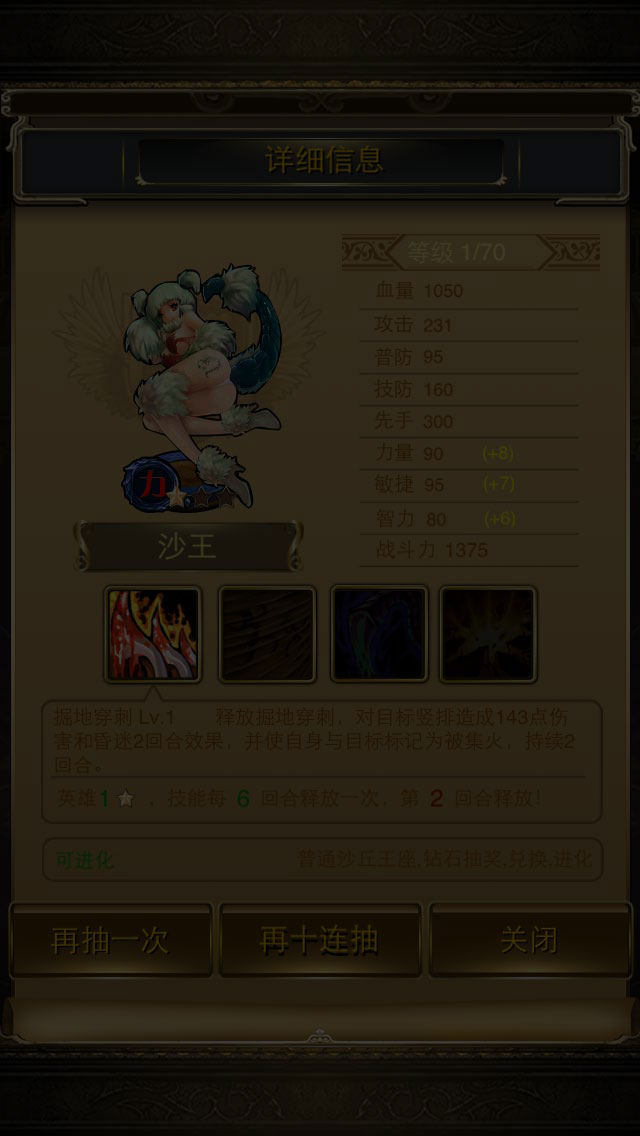 详细信息
等级 1/70
血量 1050
攻击 231
普防 95
技防 160
先手 300
力量 90 (+8)
敏捷 95 (+7)
智力 80 (+6)
战斗力 1375
力
沙王
掘地穿刺 Lv.1 释放掘地穿刺，对目标竖排造成143点伤
害和昏迷2回合效果，并使自身与目标标记为被集火，持续2
回合。
英雄1 ，技能每 6 回合释放一次，第 2 回合释放！
可进化 普通沙丘王座,钻石抽奖,兑换,进化
再抽一次 再十连抽 关闭